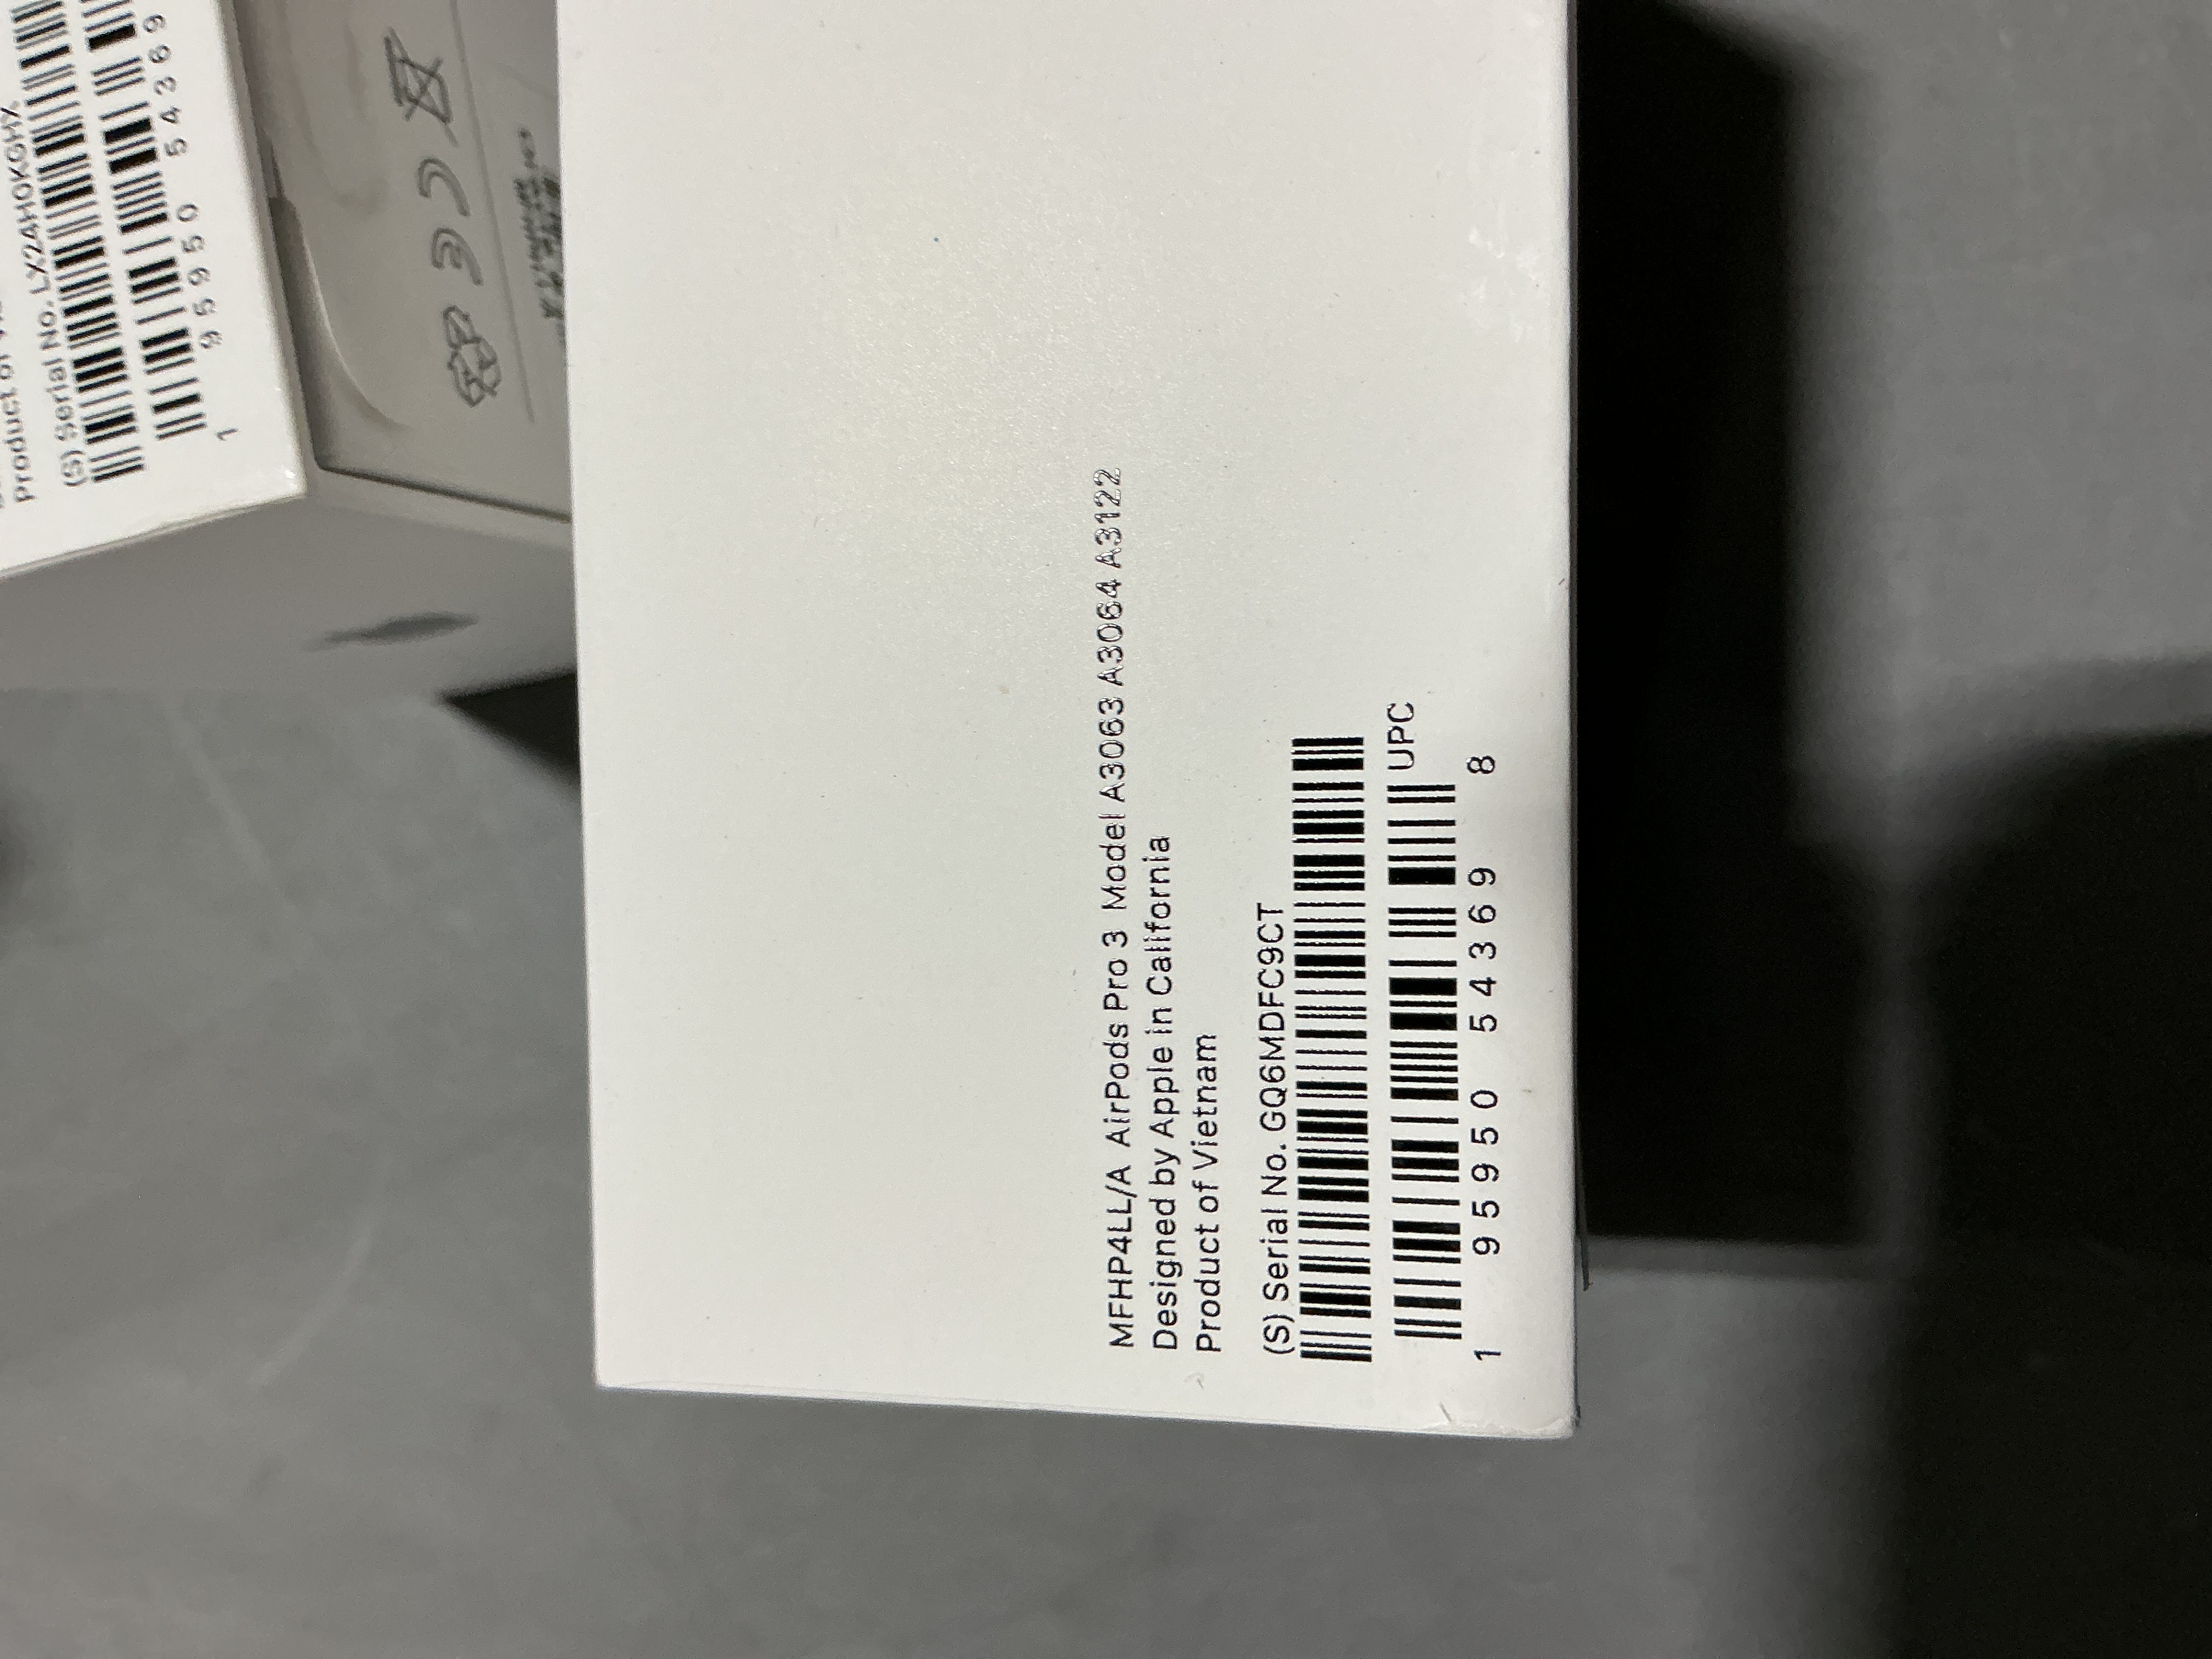 MFHP4LL/A AirPods Pro 3 Model A3063 A3064 A3122
Designed by Apple in California
Product of Vietnam
(S) Serial No. GQ6MDFC9CT
UPC
1 95950 54369 8
Product of
(S) Serial No. LX24H0K6HX
1 95950 54369